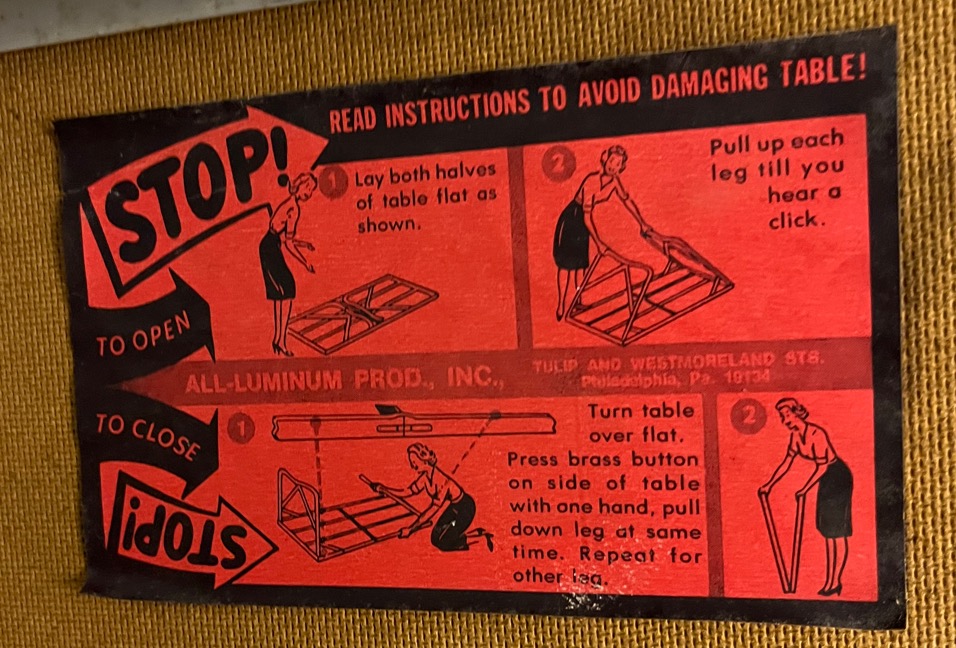 READ INSTRUCTIONS TO AVOID DAMAGING TABLE!
STOP!
TO OPEN
1
Lay both halves
of table flat as
shown.
2
Pull up each
leg till you
hear a
click.
ALL-LUMINUM PROD., INC.,
TULIP AND WESTMORELAND STS.
Philadelphia, Pa. 19134
TO CLOSE
STOP!
1
Turn table
over flat.
Press brass button
on side of table
with one hand, pull
down leg at same
time. Repeat for
other leg.
2